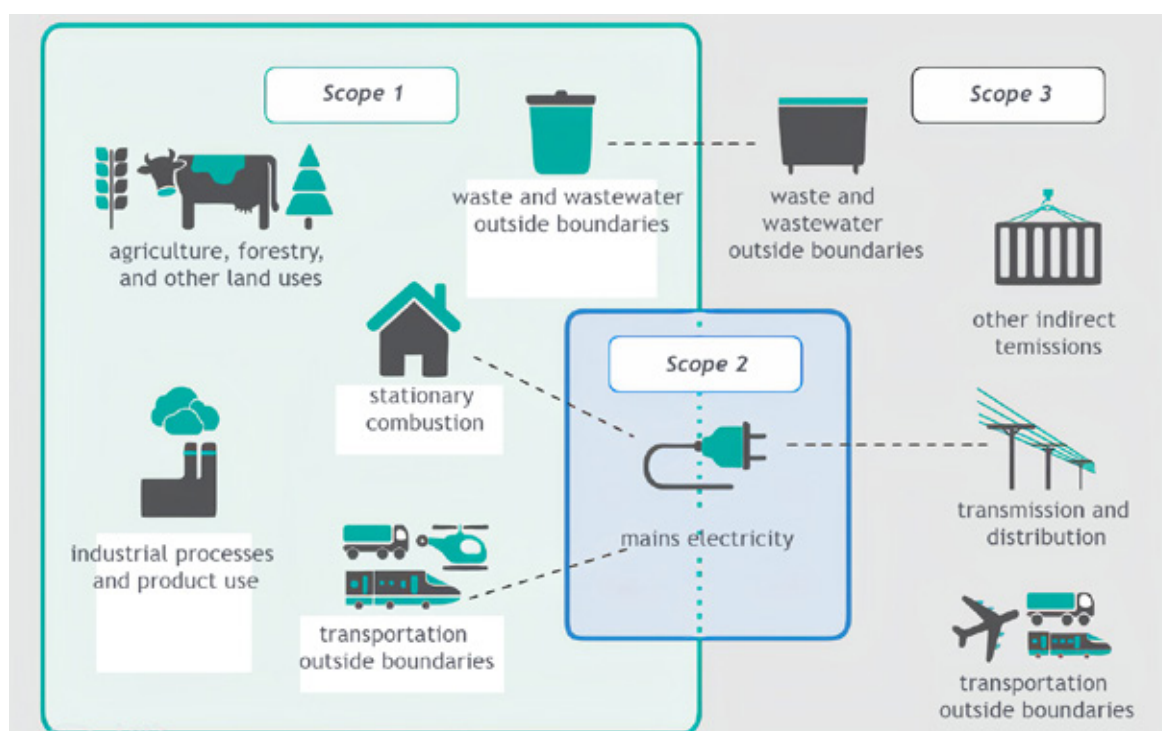 Scope 1
Scope 3
waste and wastewater
outside boundaries
waste and
wastewater
outside boundaries
agriculture, forestry,
and other land uses
other indirect
temissions
Scope 2
stationary
combustion
transmission and
distribution
mains electricity
industrial processes
and product use
transportation
outside boundaries
transportation
outside boundaries